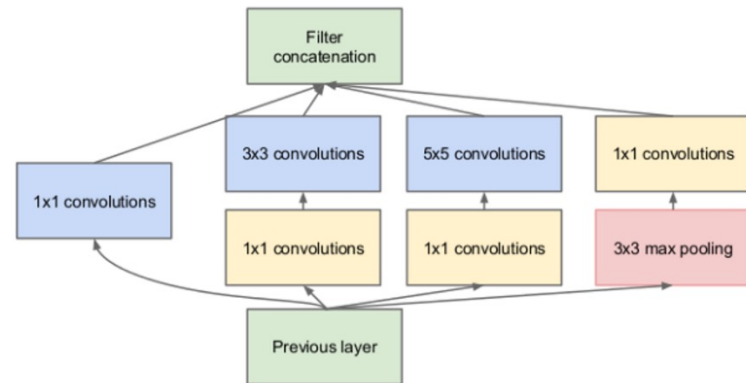 Filter
concatenation
3x3 convolutions
5x5 convolutions
1x1 convolutions
1x1 convolutions
1x1 convolutions
1x1 convolutions
3x3 max pooling
Previous layer